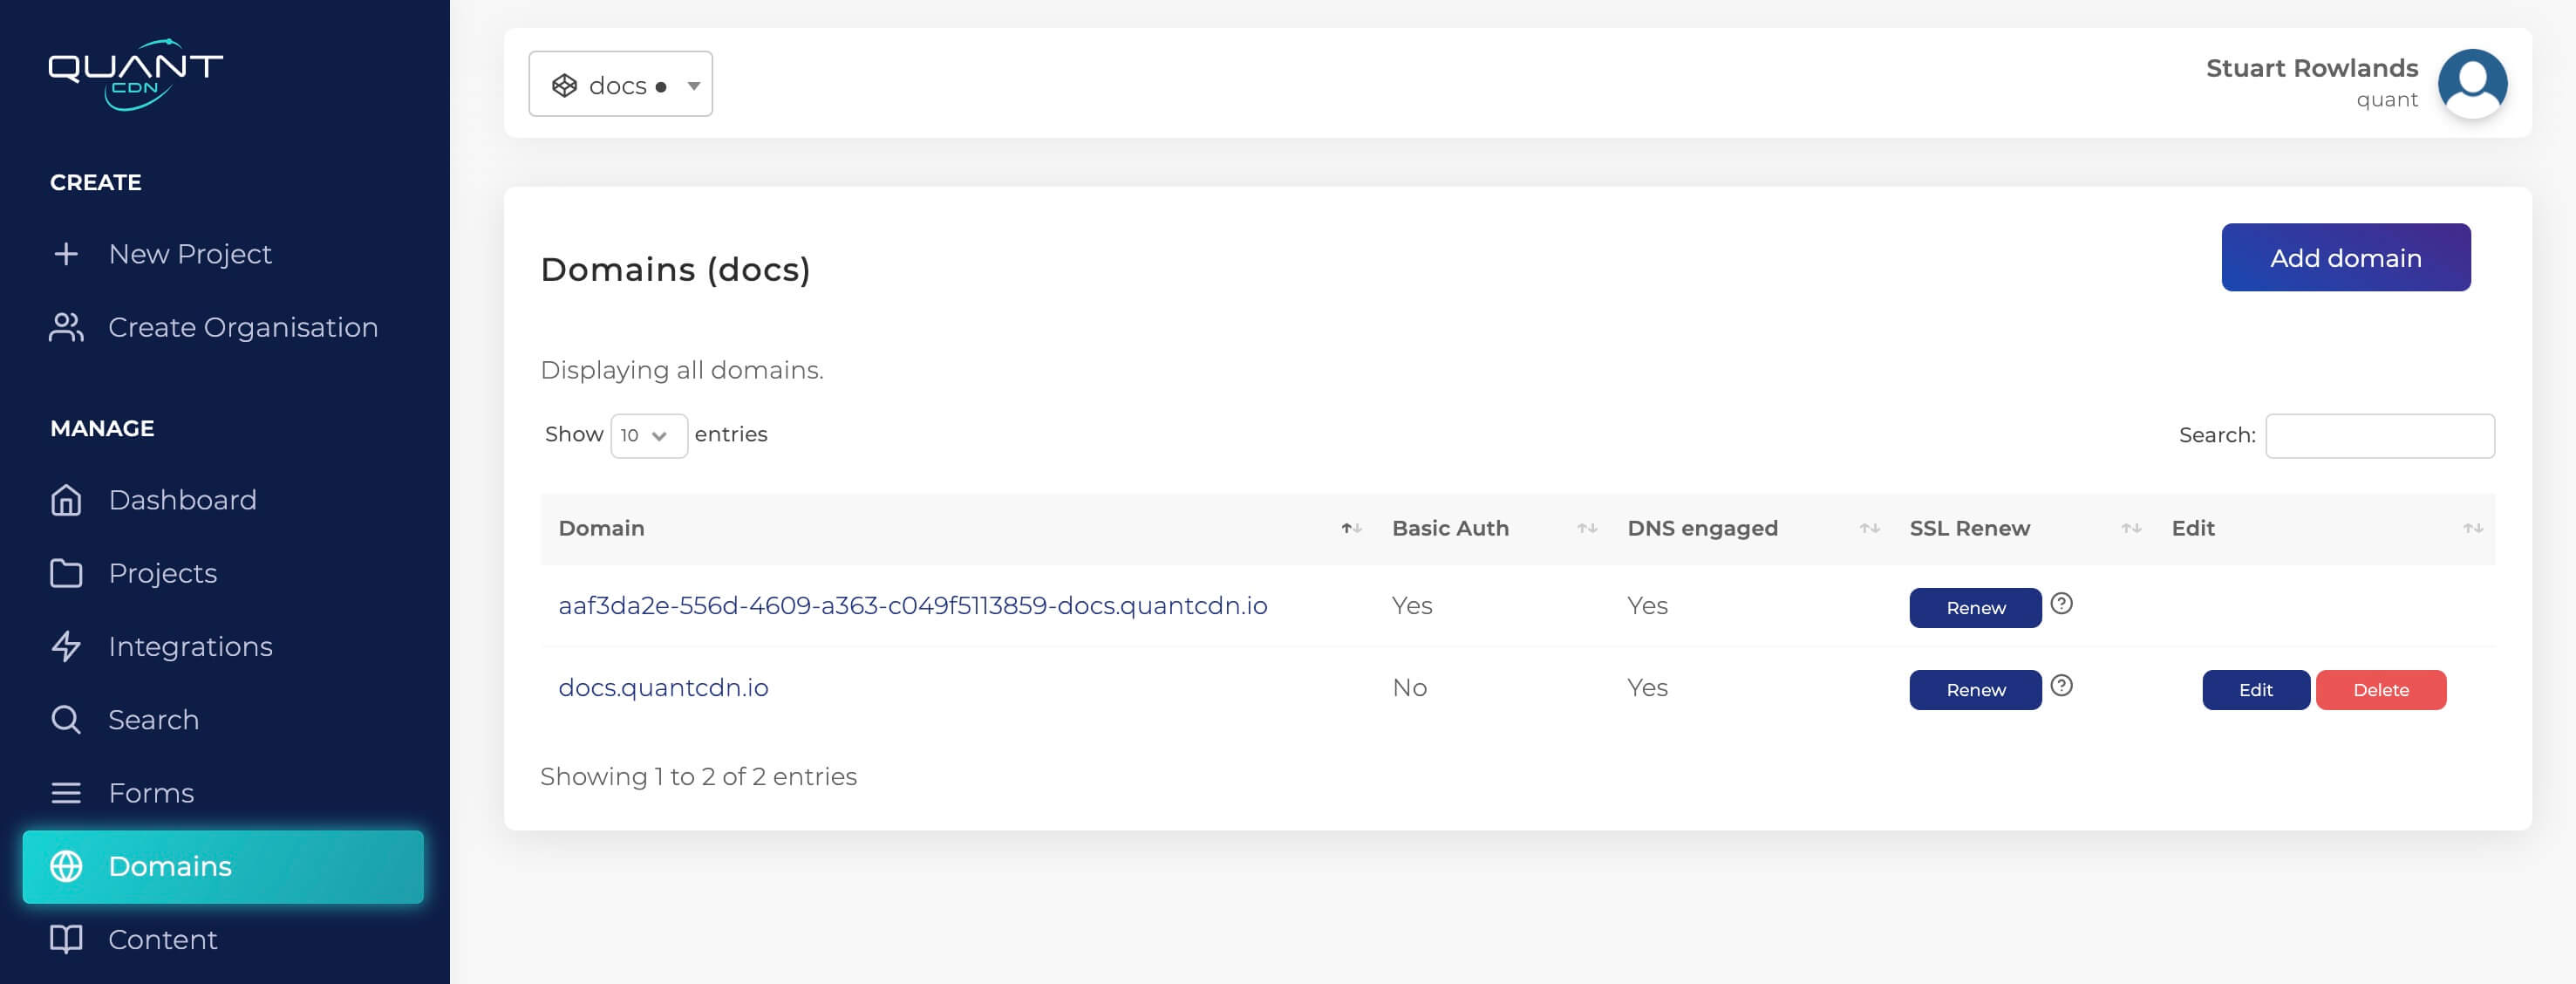 QUANT
CDN
CREATE
New Project
Create Organisation
MANAGE
Dashboard
Projects
Integrations
Search
Forms
Domains
Content
docs
Stuart Rowlands
quant
Domains (docs)
Add domain
Displaying all domains.
Show 10 entries
Search:
Domain Basic Auth DNS engaged SSL Renew Edit
aaf3da2e-556d-4609-a363-c049f5113859-docs.quantcdn.io Yes Yes Renew ?
docs.quantcdn.io No Yes Renew ? Edit Delete
Showing 1 to 2 of 2 entries